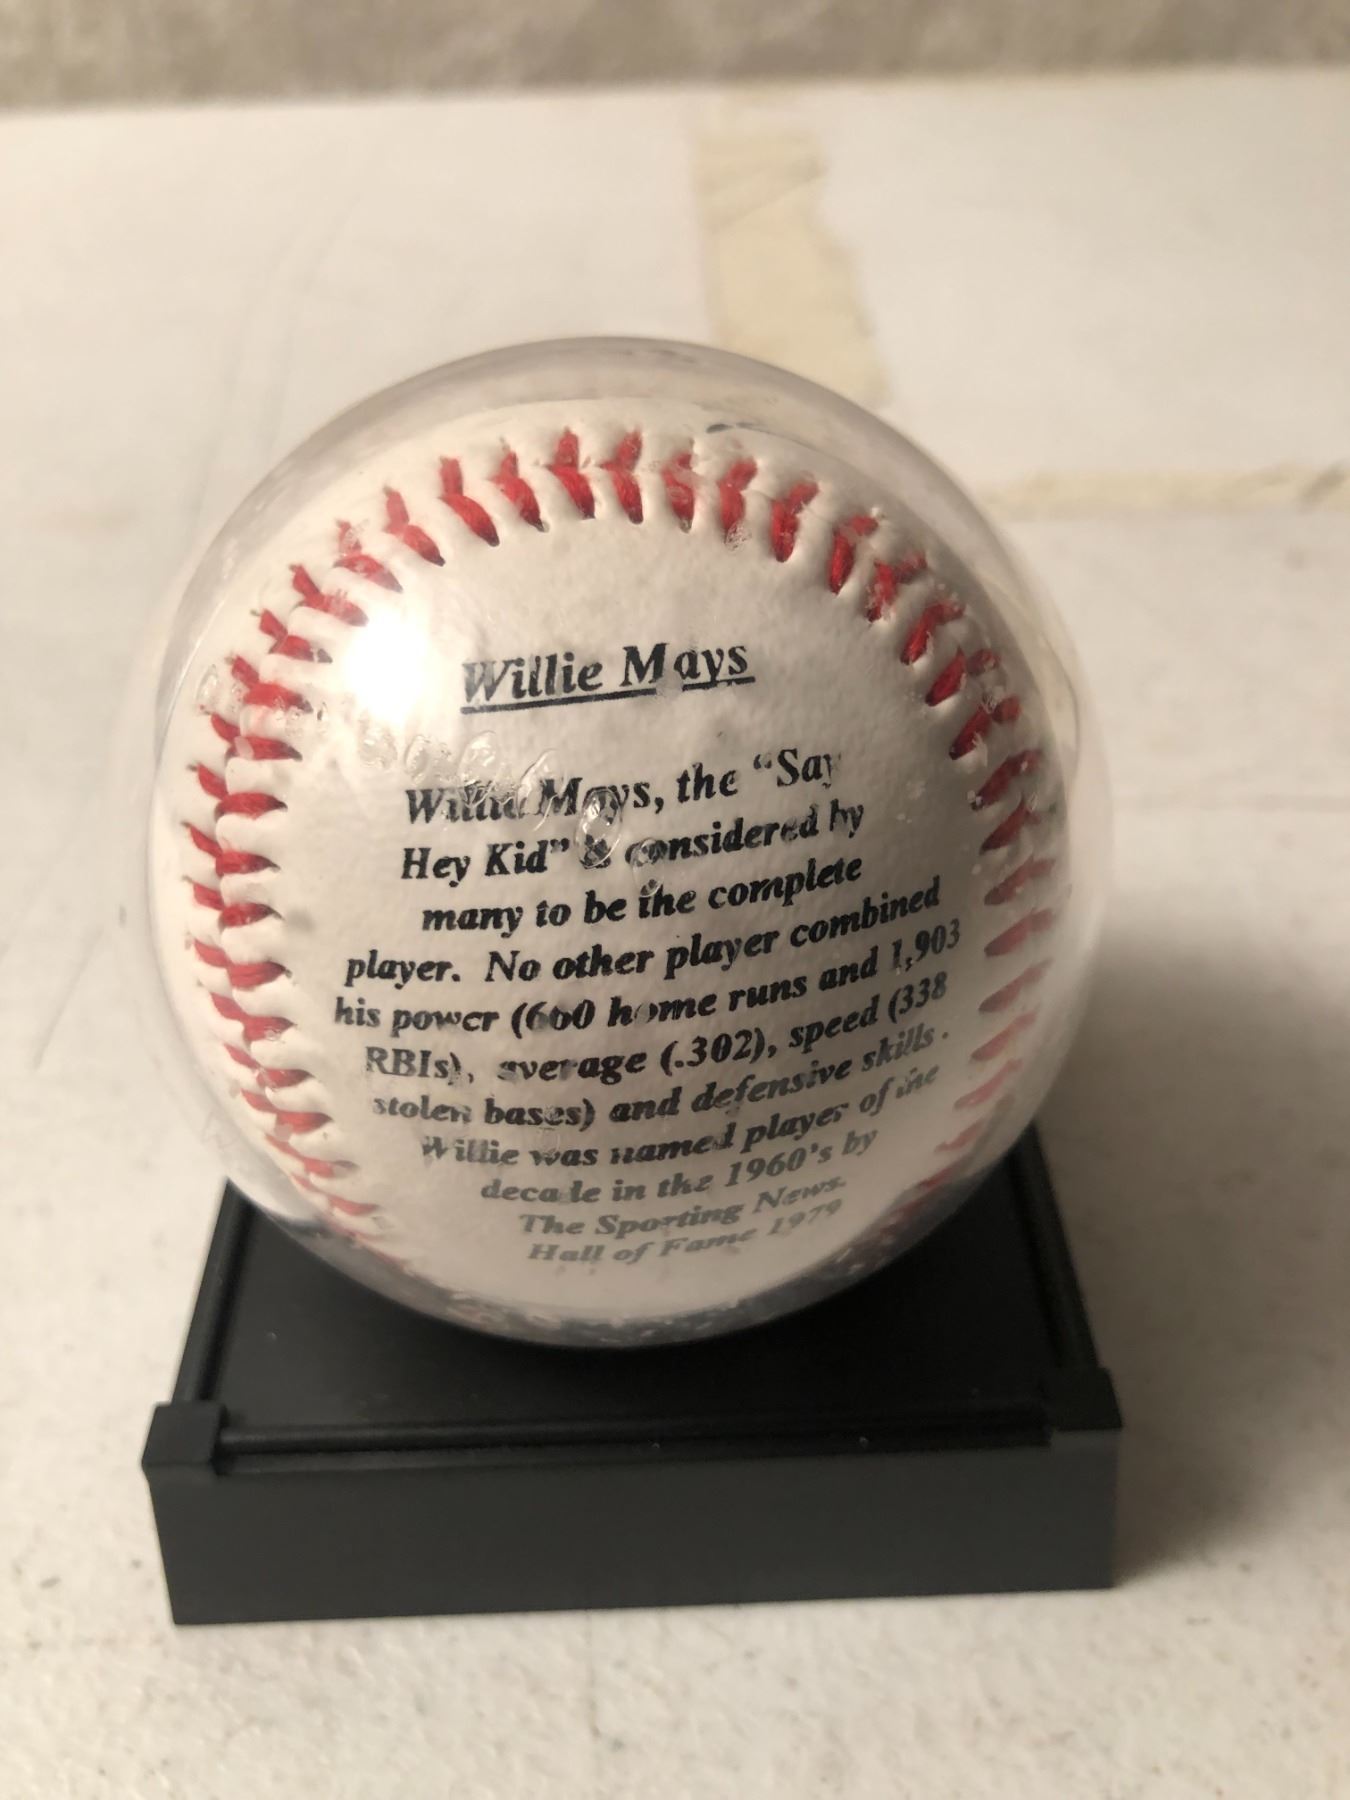 Willie Mays
Willie Mays, the “Say
Hey Kid” is considered by
many to be the complete
player. No other player combined
his power (660 home runs and 1,903
RBIs), average (.302), speed (338
stolen bases) and defensive skills.
Willie was named player of the
decade in the 1960's by
The Sporting News.
Hall of Fame 1979